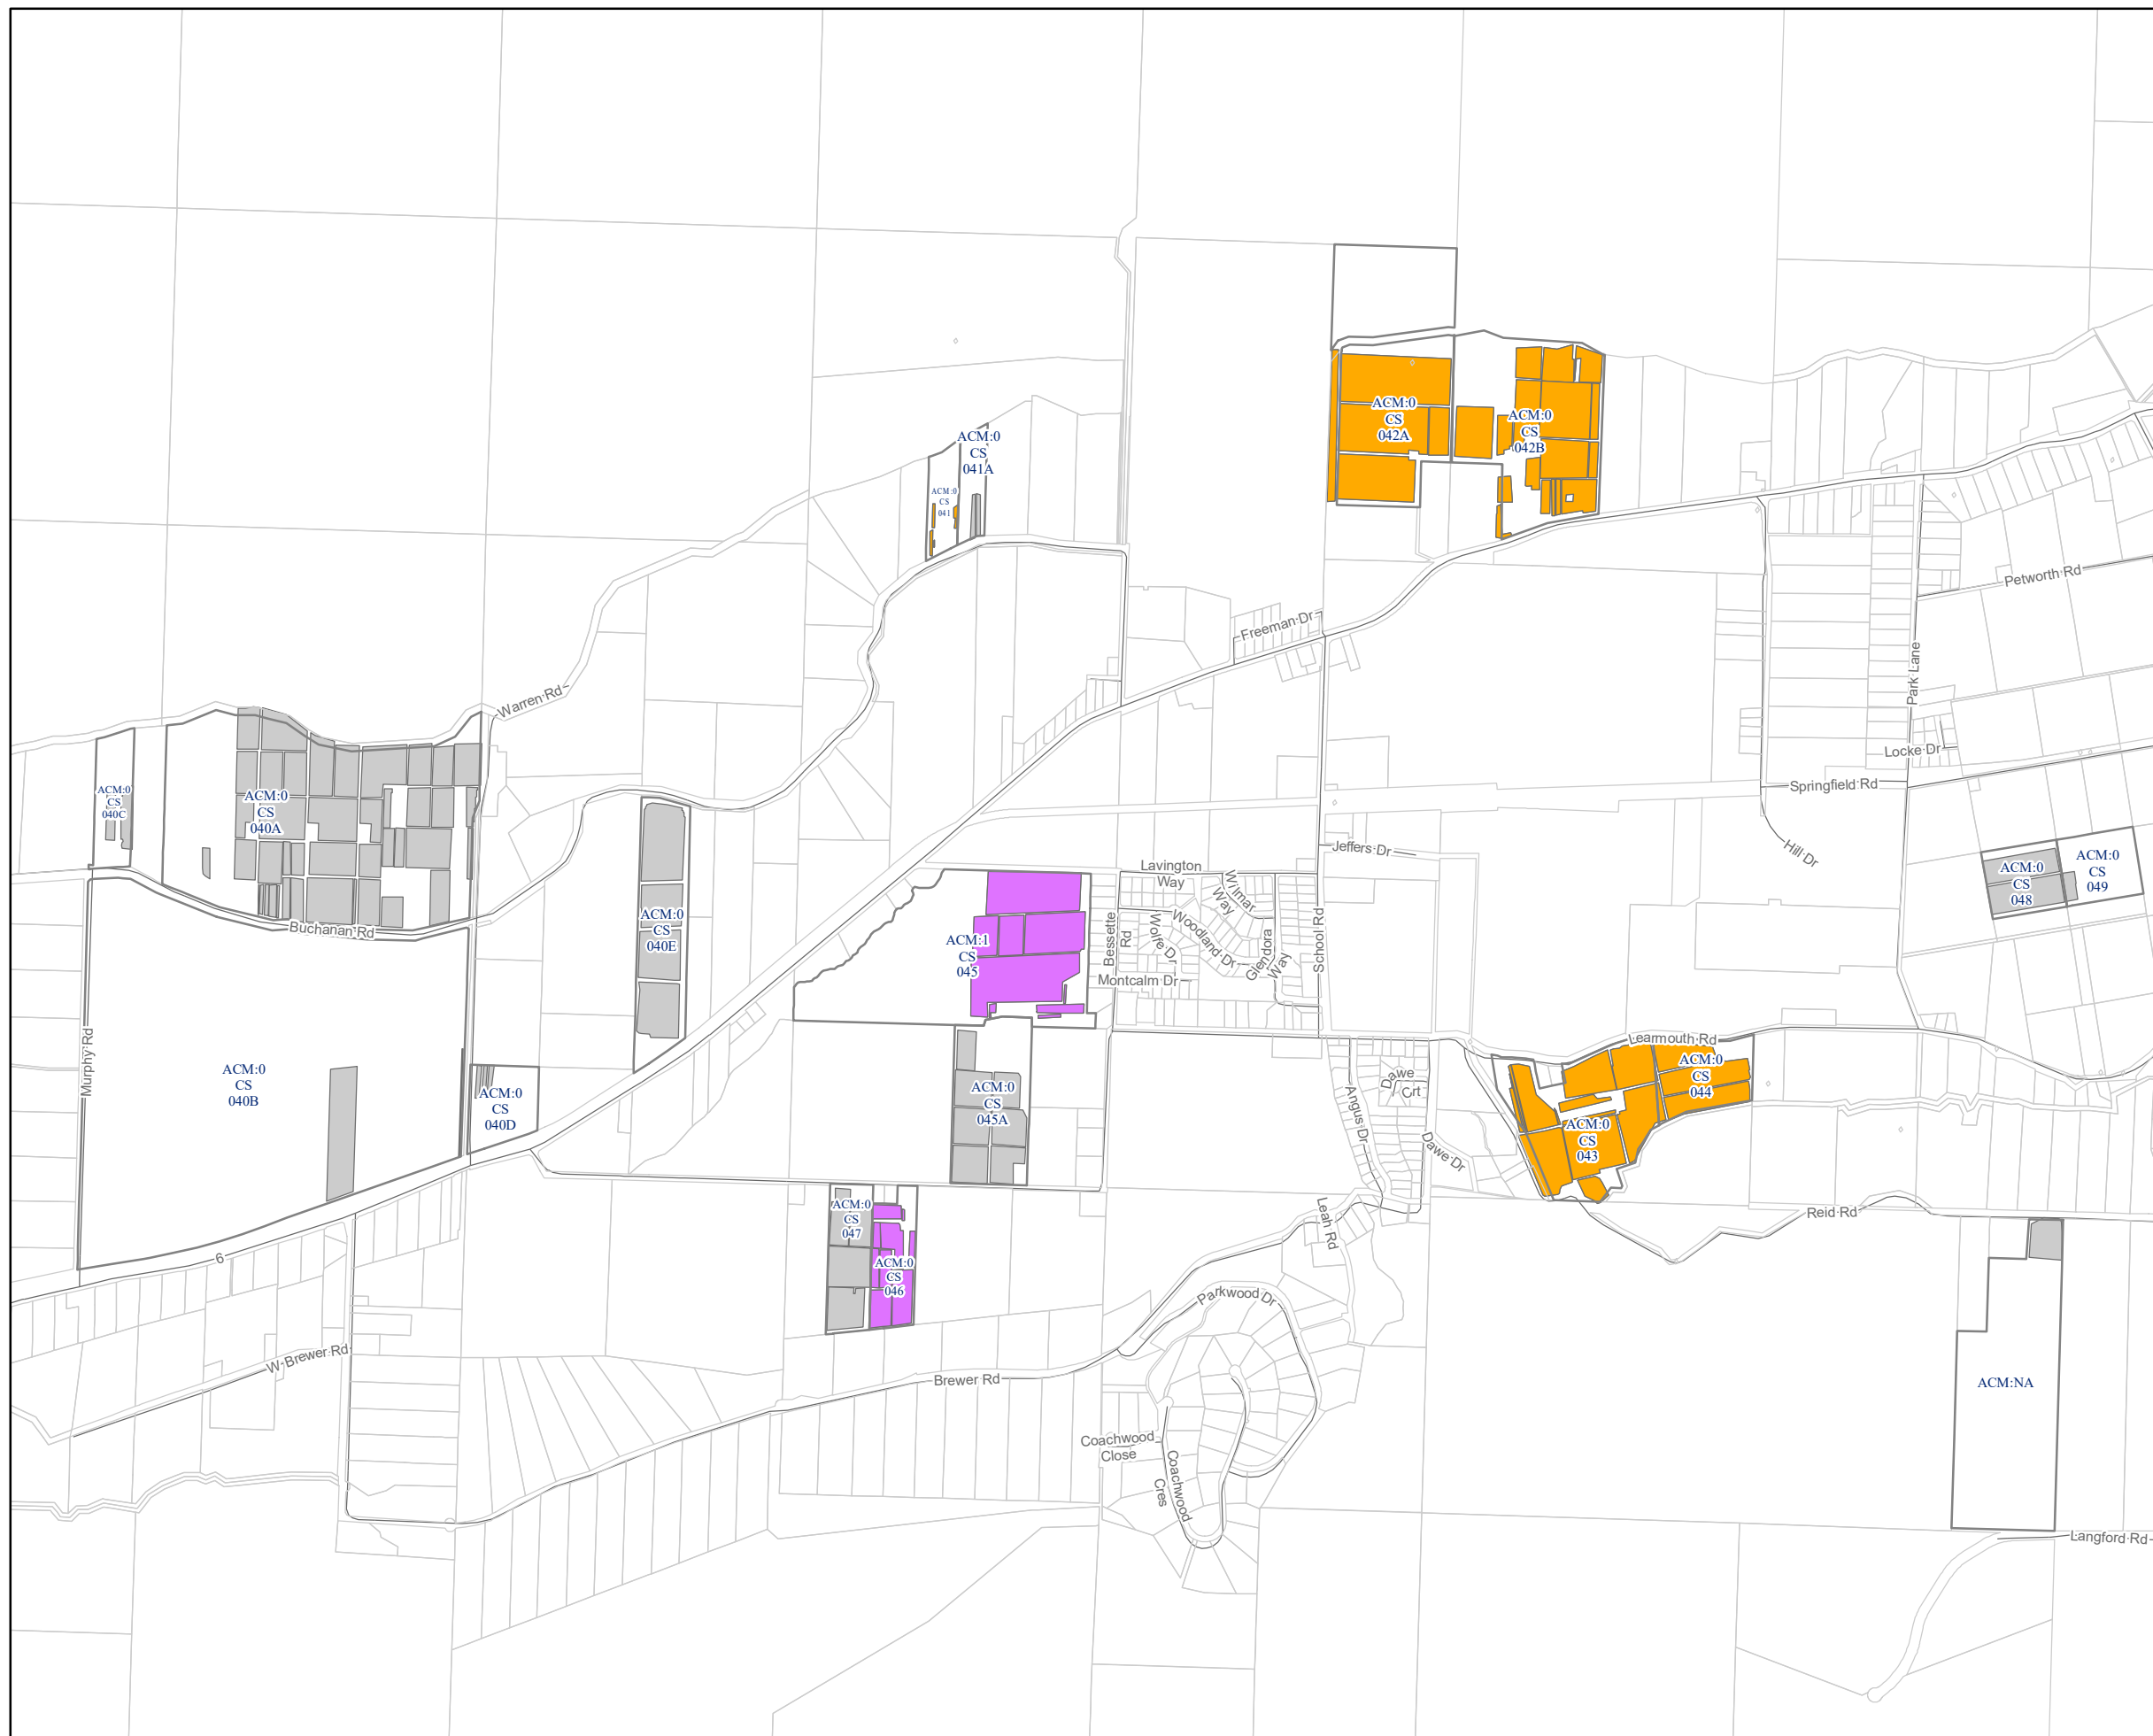 ACM:0
CS
042A
ACM:0
CS
042B
ACM:0
CS
041A
ACM:0
CS
041
Petworth Rd
Freeman Dr
Park Lane
Warren Rd
Locke Dr
Springfield Rd
ACM:0
CS
040C
ACM:0
CS
040A
Hill Dr
Jeffers Dr
Lavington
Way
Wilmar
Way
ACM:0
CS
048
ACM:0
CS
049
Buchanan Rd
ACM:0
CS
040E
ACM:1
CS
045
Bessette
Rd
Wolfe Dr
Woodland Dr
Glendora
Way
School Rd
Montcalm Dr
Murphy Rd
ACM:0
CS
040B
ACM:0
CS
040D
ACM:0
CS
045A
Learmouth Rd
ACM:0
CS
044
ACM:0
CS
043
Dawe
Crt
Angus Dr
Dawe Dr
ACM:0
CS
047
ACM:0
CS
046
Leah Rd
Reid Rd
6
Parkwood Dr
W Brewer Rd
Brewer Rd
ACM:NA
Coachwood
Close
Coachwood
Cres
Langford Rd